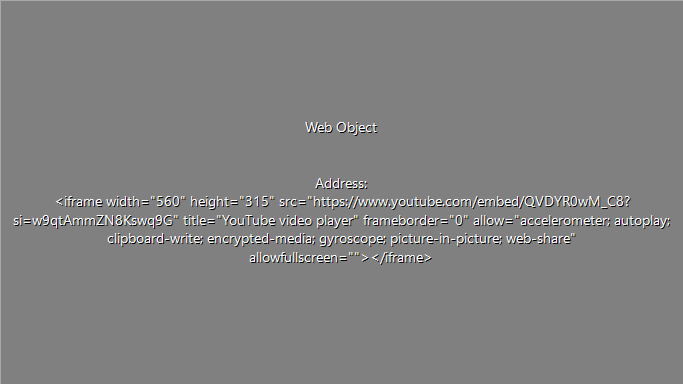 Web Object
Address:
<iframe width="560" height="315" src="https://www.youtube.com/embed/QVDYR0wM_C8?
si=w9qtAmmZN8Kswq9G" title="YouTube video player" frameborder="0" allow="accelerometer; autoplay;
clipboard-write; encrypted-media; gyroscope; picture-in-picture; web-share"
allowfullscreen=""></iframe>